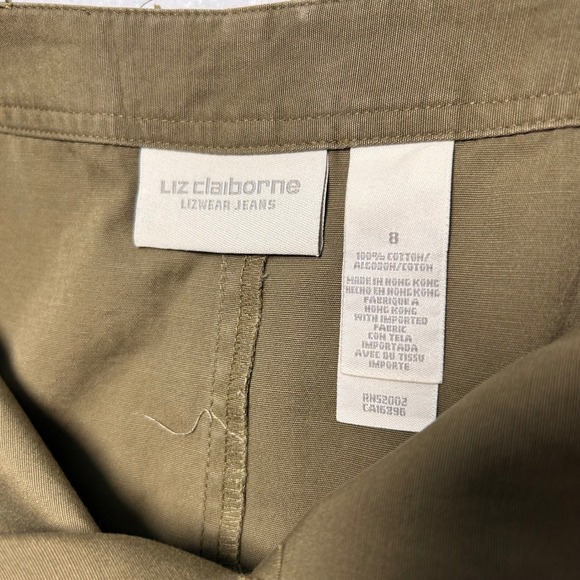 Liz claiborne
LIZWEAR JEANS
8
100% COTTON/
ALGODON/COTON
MADE IN HONG KONG
HECHO EN HONG KONG
FABRIQUE A
HONG KONG
WITH IMPORTED
FABRIC
CON TELA
IMPORTADA
AVEC DU TISSU
IMPORTE
RN52002
CA16896